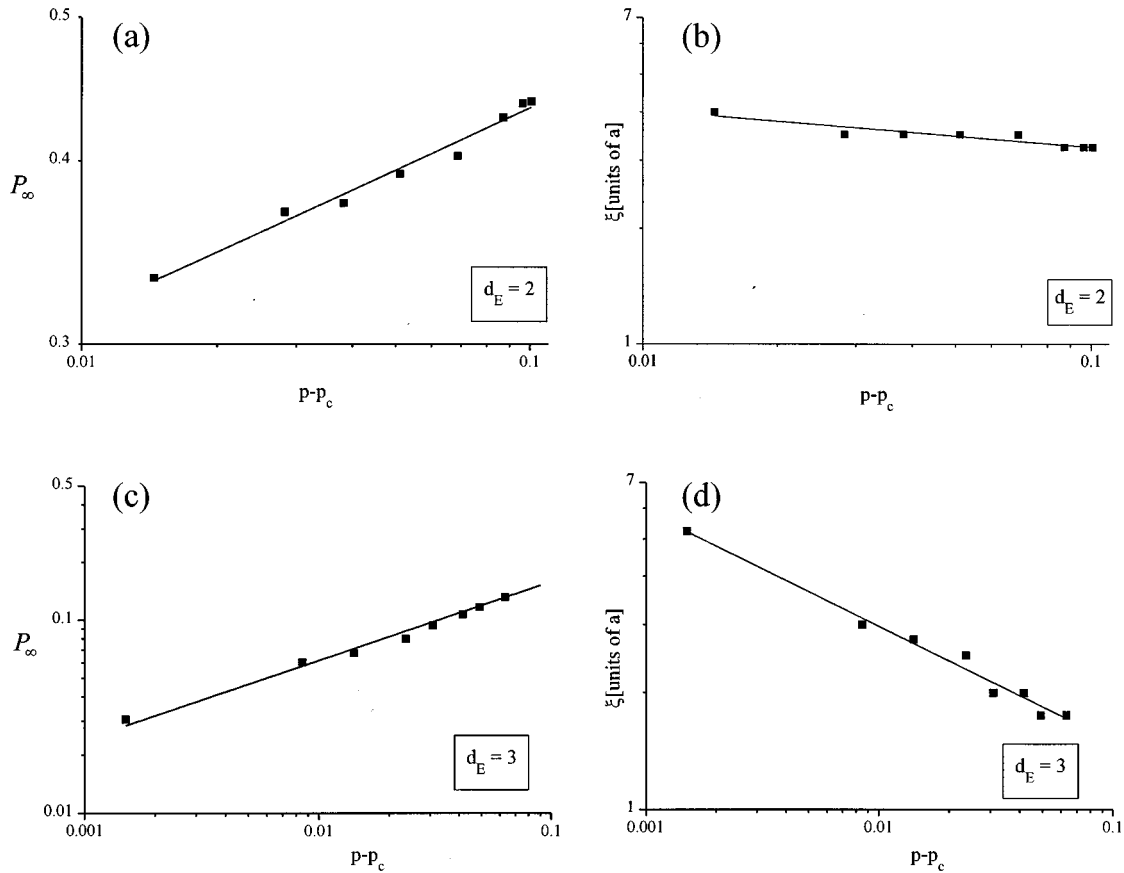 (a)
0.5
0.4
0.3
P∞
0.01
0.1
p-p_c
d_E = 2
(b)
7
1
ξ[units of a]
0.01
0.1
p-p_c
d_E = 2
(c)
0.5
0.1
0.01
P∞
0.001
0.01
0.1
p-p_c
d_E = 3
(d)
7
1
ξ[units of a]
0.001
0.01
0.1
p-p_c
d_E = 3